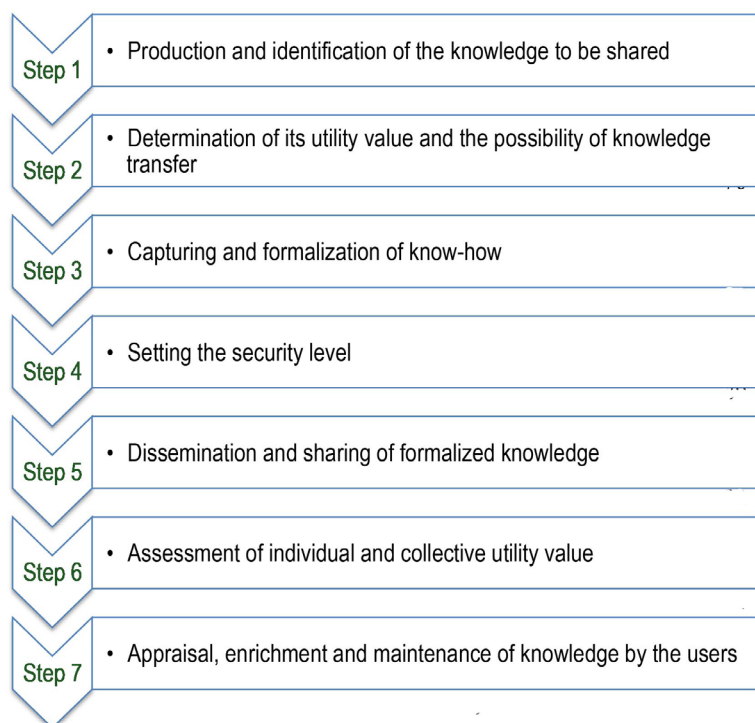 Step 1
• Production and identification of the knowledge to be shared
Step 2
• Determination of its utility value and the possibility of knowledge
transfer
Step 3
• Capturing and formalization of know-how
Step 4
• Setting the security level
Step 5
• Dissemination and sharing of formalized knowledge
Step 6
• Assessment of individual and collective utility value
Step 7
• Appraisal, enrichment and maintenance of knowledge by the users